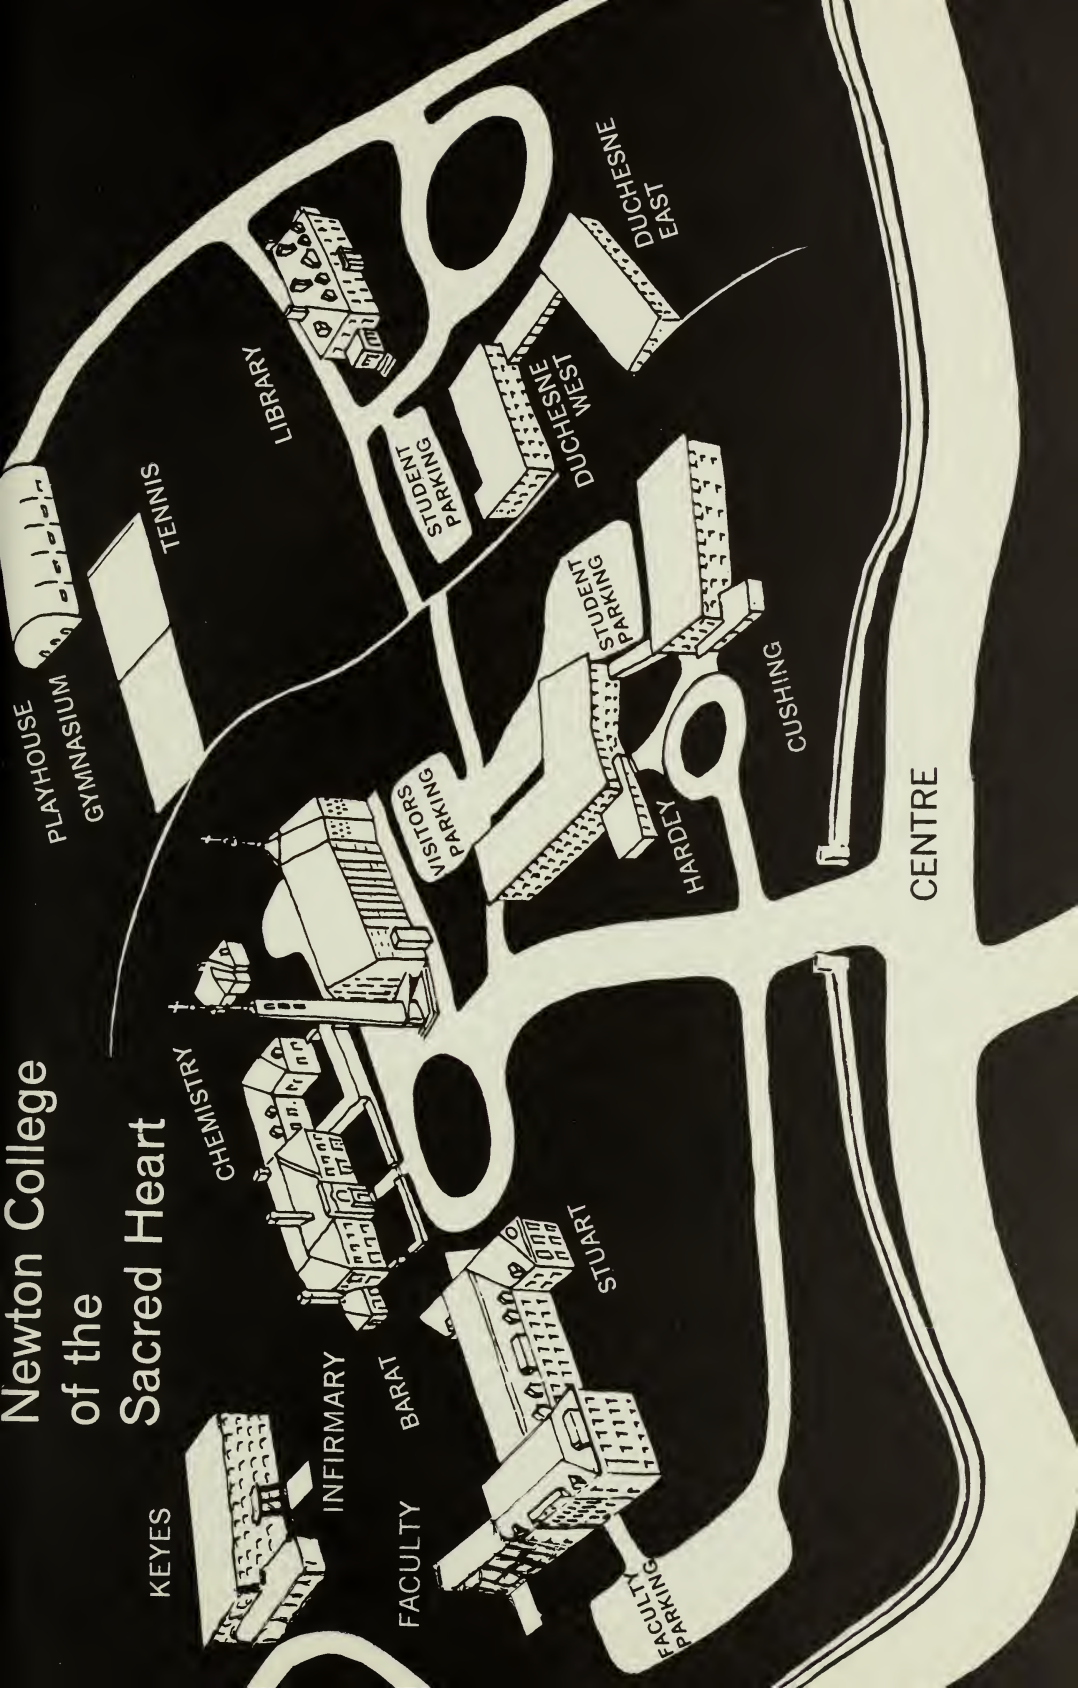 Newton College
of the
Sacred Heart
PLAYHOUSE
GYMNASIUM
TENNIS
LIBRARY
STUDENT
PARKING
DUCHESNE
WEST
DUCHESNE
EAST
STUDENT
PARKING
CUSHING
HARDEY
VISITORS
PARKING
CHEMISTRY
BARAT
STUART
KEYES
INFIRMARY
FACULTY
FACULTY
PARKING
CENTRE